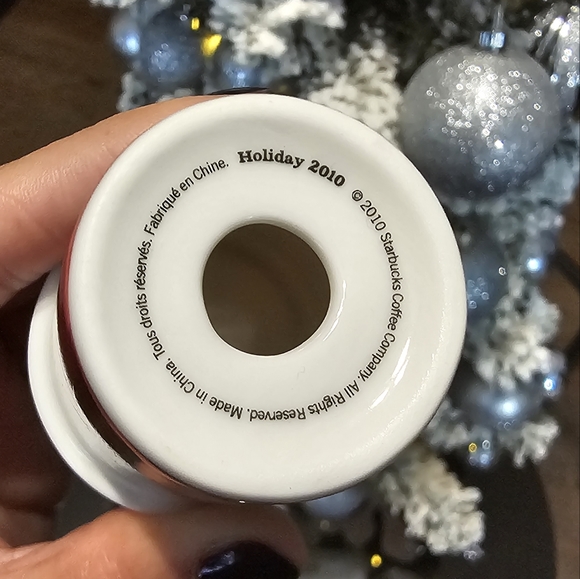 Holiday 2010
© 2010 Starbucks Coffee Company. All Rights Reserved. Made in China. Tous droits réservés. Fabriqué en Chine.